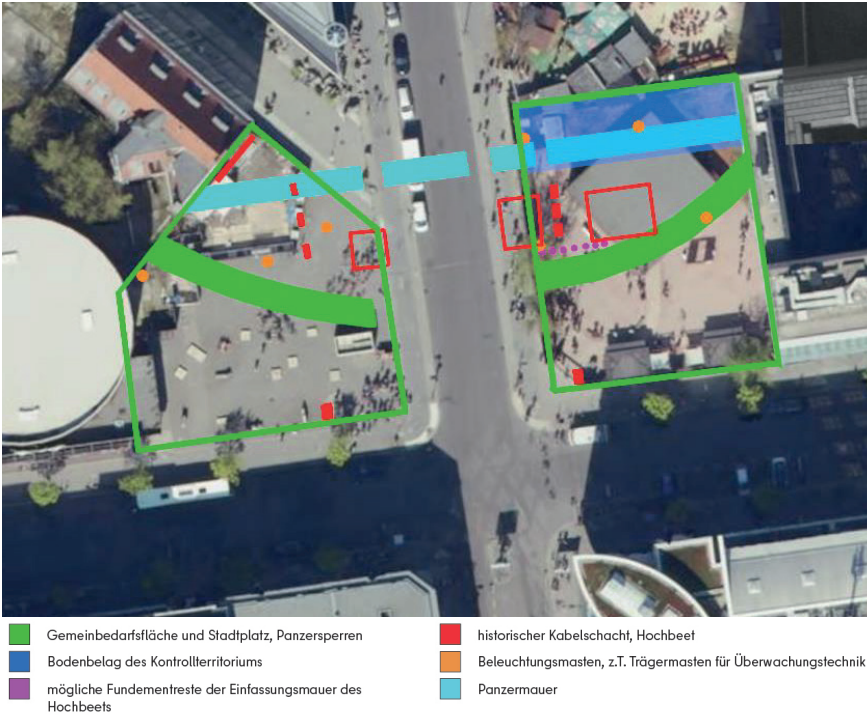 Gemeinbedarfsfläche und Stadtplatz, Panzersperren
Bodenbelag des Kontrollterritoriums
mögliche Fundementreste der Einfassungsmauer des
Hochbeets
historischer Kabelschacht, Hochbeet
Beleuchtungsmasten, z.T. Trägermasten für Überwachungstechnik
Panzermauer